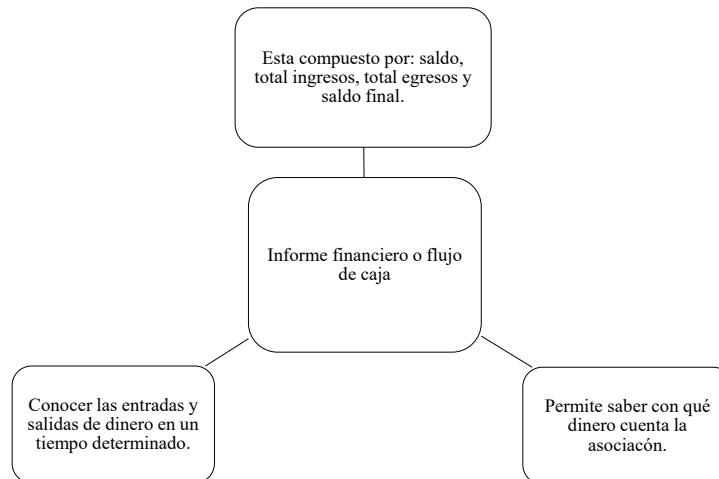 Esta compuesto por: saldo,
total ingresos, total egresos y
saldo final.
Informe financiero o flujo
de caja
Conocer las entradas y
salidas de dinero en un
tiempo determinado.
Permite saber con qué
dinero cuenta la
asociacón.